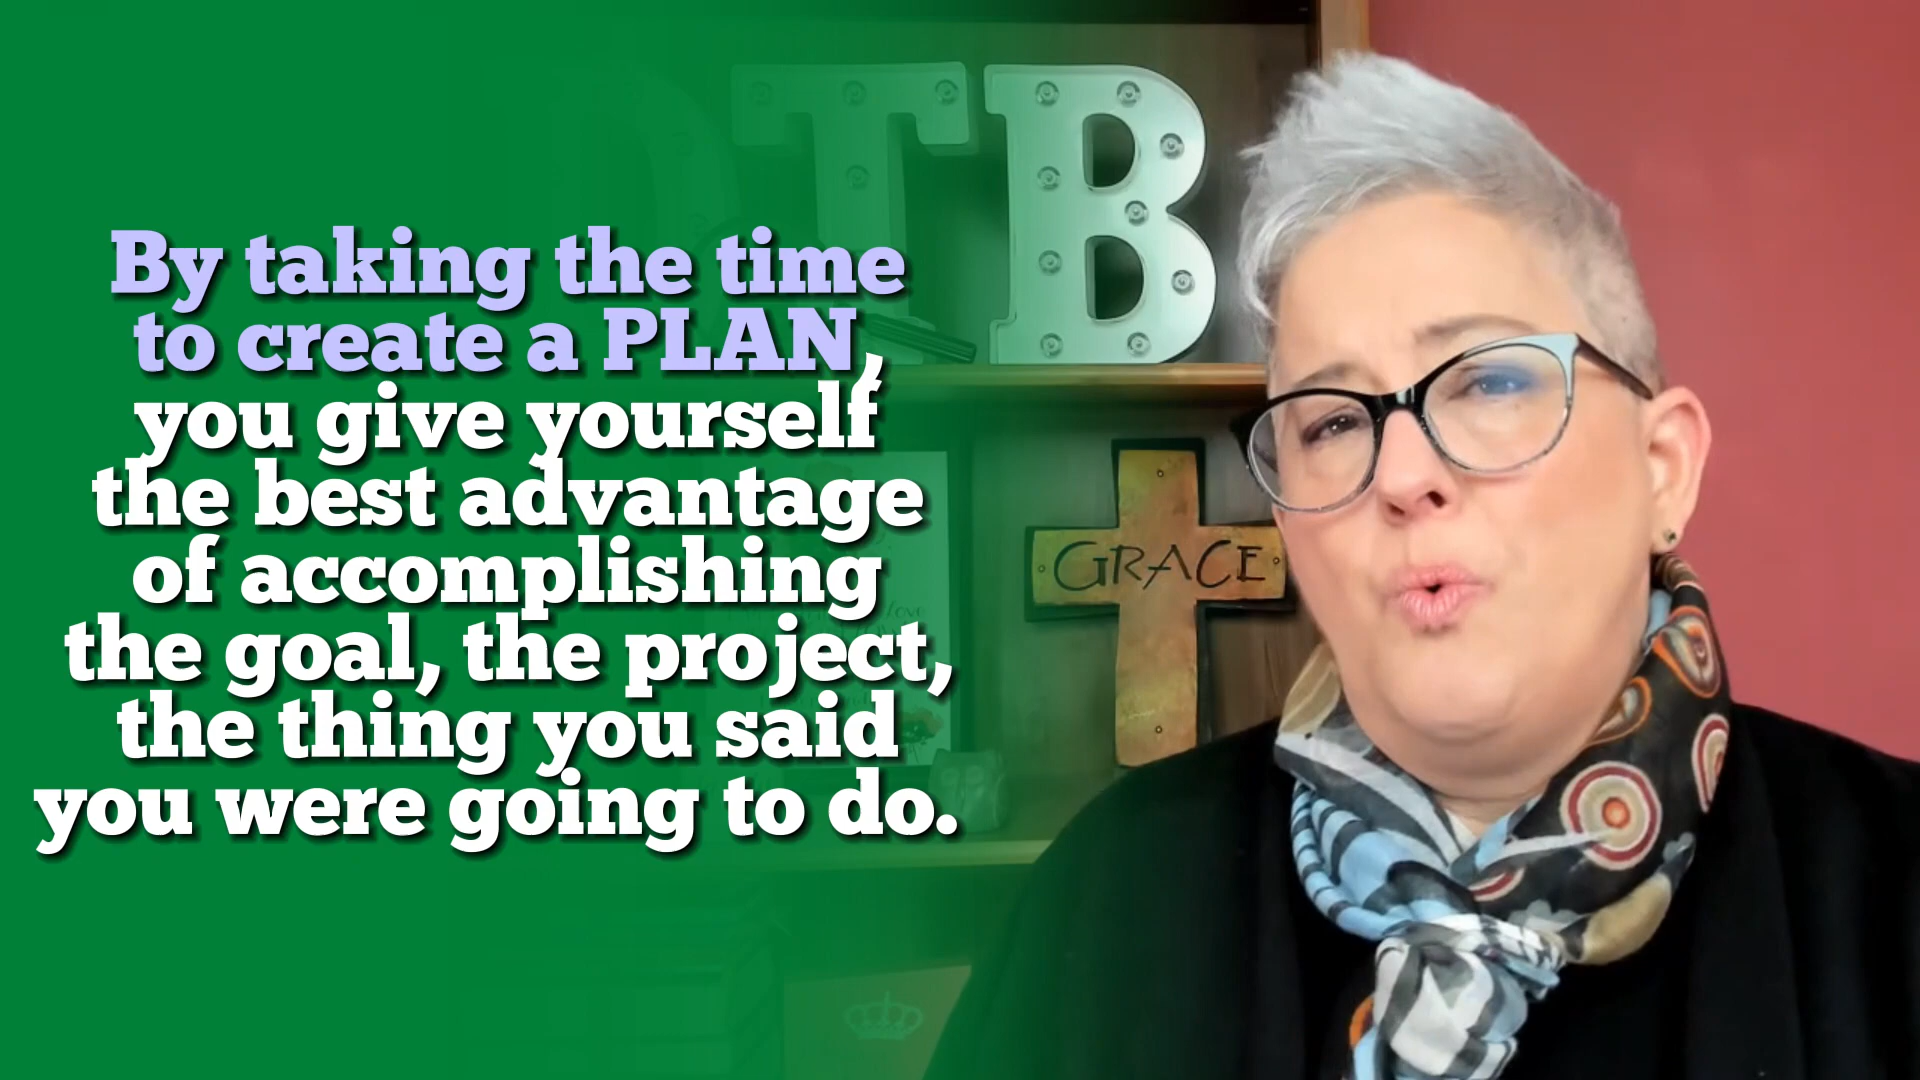 By taking the time
to create a PLAN,
you give yourself
the best advantage
of accomplishing
the goal, the project,
the thing you said
you were going to do.
TB
GRACE